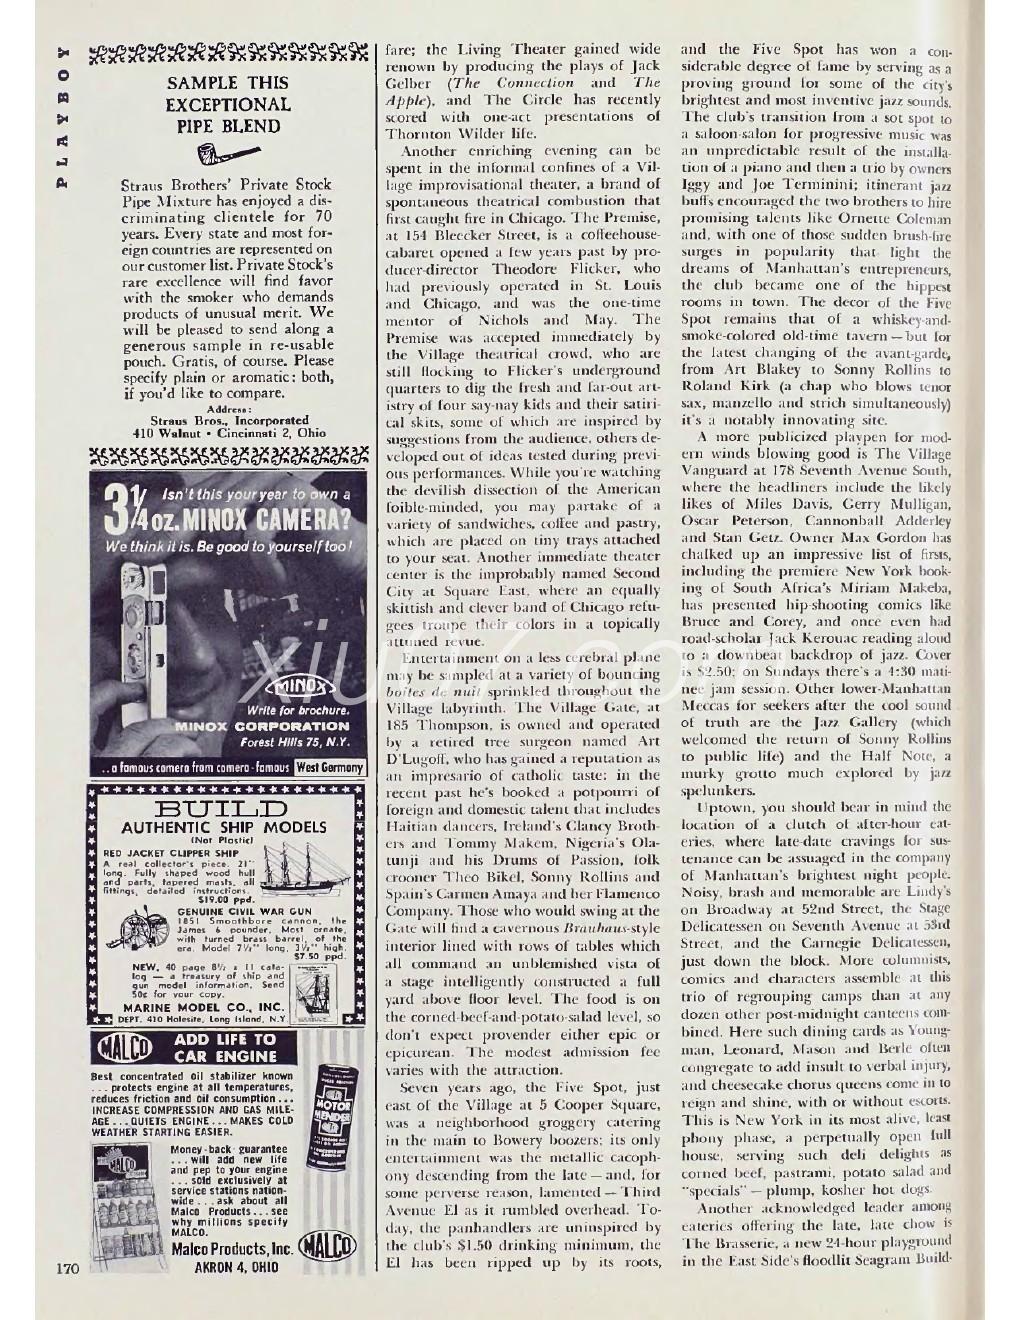 PLAYBOY
SAMPLE THIS
EXCEPTIONAL
PIPE BLEND
Straus Brothers' Private Stock
Pipe Mixture has enjoyed a dis-
criminating clientele for 70
years. Every state and most for-
eign countries are represented on
our customer list. Private Stock's
rare excellence will find favor
with the smoker who demands
products of unusual merit. We
will be pleased to send along a
generous sample in re-usable
pouch. Gratis, of course. Please
specify plain or aromatic: both,
if you'd like to compare.
Address:
Straus Bros., Incorporated
410 Walnut • Cincinnati 2, Ohio
Isn't this your year to own a
3¼ oz. MINOX CAMERA?
We think it is. Be good to yourself too!
MINOX
Write for brochure.
MINOX CORPORATION
Forest Hills 75, N.Y.
...a famous camera from camera-famous West Germany
BUILD
AUTHENTIC SHIP MODELS
(Not Plastic)
RED JACKET CLIPPER SHIP
A real collector's piece. 21"
long. Fully shaped wood hull
and parts, tapered masts, all
fittings, detailed instructions.
$19.00 ppd.
GENUINE CIVIL WAR GUN
1851 Smoothbore cannon, the
James 6 pounder. Most ornate,
with turned brass barrel, of the
era. Model 7½" long, 3½" high.
$7.50 ppd.
NEW, 40 page 8½ x 11 cata-
log — a treasury of ship and
gun model information. Send
50¢ for your copy.
MARINE MODEL CO., INC.
DEPT. 410 Halesite, Long Island, N.Y.
MALCO
ADD LIFE TO
CAR ENGINE
Best concentrated oil stabilizer known
... protects engine at all temperatures,
reduces friction and oil consumption...
INCREASE COMPRESSION AND GAS MILE-
AGE...QUIETS ENGINE...MAKES COLD
WEATHER STARTING EASIER.
MOTOR
MENDER
MALCO
Money-back guarantee
...will add new life
and pep to your engine
...sold exclusively at
service stations nation-
wide...ask about all
Malco Products...see
why millions specify
MALCO.
Malco Products, Inc.
AKRON 4, OHIO
MALCO
170
fare; the Living Theater gained wide
renown by producing the plays of Jack
Gelber (The Connection and The
Apple), and The Circle has recently
scored with one-act presentations of
Thornton Wilder life.
Another enriching evening can be
spent in the informal confines of a Vil-
lage improvisational theater, a brand of
spontaneous theatrical combustion that
first caught fire in Chicago. The Premise,
at 154 Bleecker Street, is a coffeehouse-
cabaret opened a few years past by pro-
ducer-director Theodore Flicker, who
had previously operated in St. Louis
and Chicago, and was the one-time
mentor of Nichols and May. The
Premise was accepted immediately by
the Village theatrical crowd, who are
still flocking to Flicker's underground
quarters to dig the fresh and far-out art-
istry of four say-nay kids and their satiri-
cal skits, some of which are inspired by
suggestions from the audience, others de-
veloped out of ideas tested during previ-
ous performances. While you're watching
the devilish dissection of the American
foible-minded, you may partake of a
variety of sandwiches, coffee and pastry,
which are placed on tiny trays attached
to your seat. Another immediate theater
center is the improbably named Second
City at Square East, where an equally
skittish and clever band of Chicago refu-
gees troupe their colors in a topically
attuned revue.
Entertainment on a less cerebral plane
may be sampled at a variety of bouncing
boîtes de nuit sprinkled throughout the
Village labyrinth. The Village Gate, at
185 Thompson, is owned and operated
by a retired tree surgeon named Art
D'Lugoff, who has gained a reputation as
an impresario of catholic taste: in the
recent past he's booked a potpourri of
foreign and domestic talent that includes
Haitian dancers, Ireland's Clancy Broth-
ers and Tommy Makem, Nigeria's Ola-
tunji and his Drums of Passion, folk
crooner Theo Bikel, Sonny Rollins and
Spain's Carmen Amaya and her Flamenco
Company. Those who would swing at the
Gate will find a cavernous Brauhaus-style
interior lined with rows of tables which
all command an unblemished vista of
a stage intelligently constructed a full
yard above floor level. The food is on
the corned-beef-and-potato-salad level, so
don't expect provender either epic or
epicurean. The modest admission fee
varies with the attraction.
Seven years ago, the Five Spot, just
east of the Village at 5 Cooper Square,
was a neighborhood groggery catering
in the main to Bowery boozers; its only
entertainment was the metallic cacoph-
ony descending from the late — and, for
some perverse reason, lamented — Third
Avenue El as it rumbled overhead. To-
day, the panhandlers are uninspired by
the club's $1.50 drinking minimum, the
El has been ripped up by its roots,
and the Five Spot has won a con-
siderable degree of fame by serving as a
proving ground for some of the city's
brightest and most inventive jazz sounds.
The club's transition from a sot spot to
a saloon-salon for progressive music was
an unpredictable result of the installa-
tion of a piano and then a trio by owners
Iggy and Joe Terminini; itinerant jazz
buffs encouraged the two brothers to hire
promising talents like Ornette Coleman
and, with one of those sudden brush-fire
surges in popularity that light the
dreams of Manhattan's entrepreneurs,
the club became one of the hippest
rooms in town. The decor of the Five
Spot remains that of a whiskey-and-
smoke-colored old-time tavern — but for
the latest changing of the avant-garde,
from Art Blakey to Sonny Rollins to
Roland Kirk (a chap who blows tenor
sax, manzello and strich simultaneously)
it's a notably innovating site.
A more publicized playpen for mod-
ern winds blowing good is The Village
Vanguard at 178 Seventh Avenue South,
where the headliners include the likely
likes of Miles Davis, Gerry Mulligan,
Oscar Peterson, Cannonball Adderley
and Stan Getz. Owner Max Gordon has
chalked up an impressive list of firsts,
including the premiere New York book-
ing of South Africa's Miriam Makeba,
has presented hip-shooting comics like
Bruce and Corey, and once even had
road-scholar Jack Kerouac reading aloud
to a downbeat backdrop of jazz. Cover
is $2.50; on Sundays there's a 4:30 mati-
nee jam session. Other lower-Manhattan
Meccas for seekers after the cool sound
of truth are the Jazz Gallery (which
welcomed the return of Sonny Rollins
to public life) and the Half Note, a
murky grotto much explored by jazz
spelunkers.
Uptown, you should bear in mind the
location of a clutch of after-hour eat-
eries, where late-date cravings for sus-
tenance can be assuaged in the company
of Manhattan's brightest night people.
Noisy, brash and memorable are Lindy's
on Broadway at 52nd Street, the Stage
Delicatessen on Seventh Avenue at 53rd
Street, and the Carnegie Delicatessen,
just down the block. More columnists,
comics and characters assemble at this
trio of regrouping camps than at any
dozen other post-midnight canteens com-
bined. Here such dining cards as Young-
man, Leonard, Mason and Berle often
congregate to add insult to verbal injury,
and cheesecake chorus queens come in to
reign and shine, with or without escorts.
This is New York in its most alive, least
phony phase, a perpetually open full
house, serving such deli delights as
corned beef, pastrami, potato salad and
"specials" — plump, kosher hot dogs.
Another acknowledged leader among
eateries offering the late, late chow is
The Brasserie, a new 24-hour playground
in the East Side's floodlit Seagram Build-